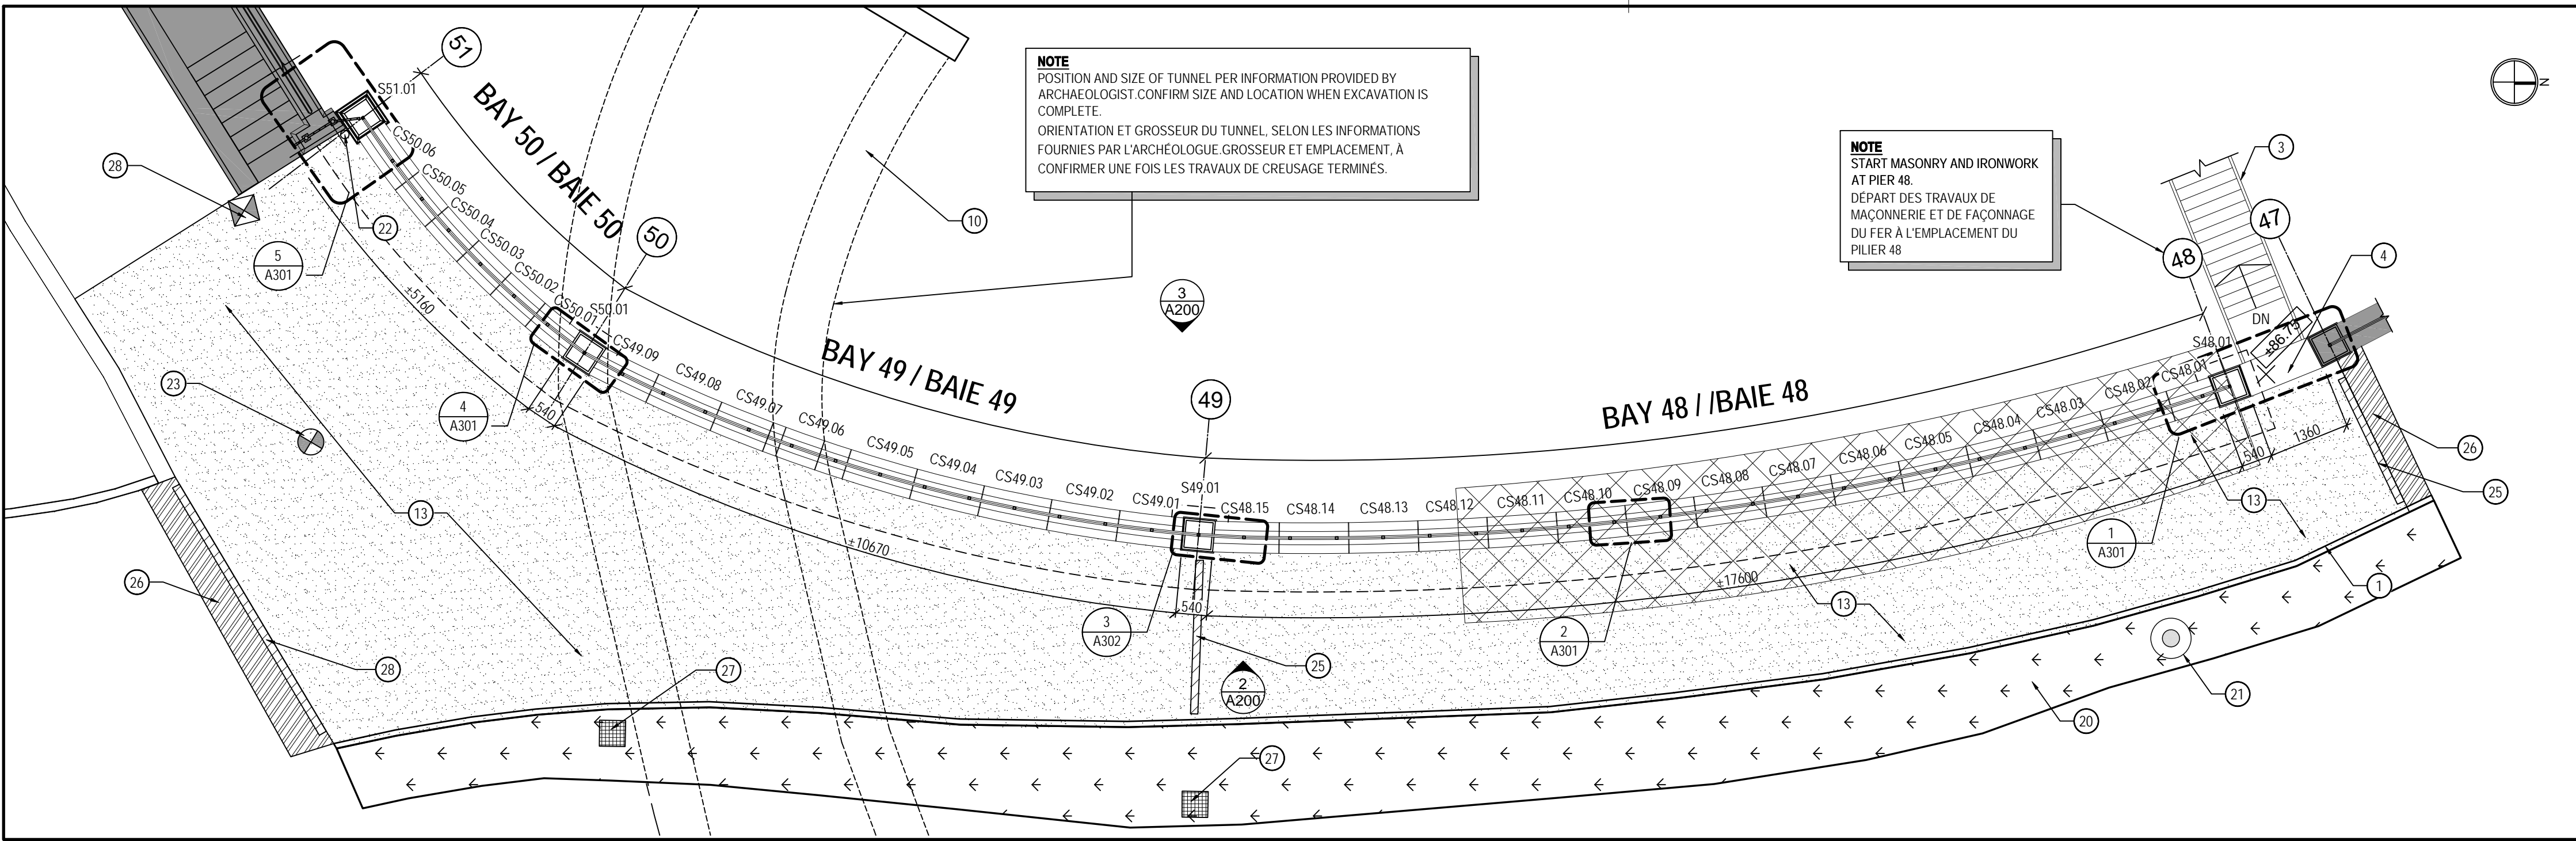 51
S51.01
BAY 50 / BAIE 50
CS50.06
CS50.05
CS50.04
CS50.03
CS50.02
CS50.01
S50.01
50
28
22
5
A301
±5160
23
4
A301
540
13
26
28
27
NOTE
POSITION AND SIZE OF TUNNEL PER INFORMATION PROVIDED BY
ARCHAEOLOGIST.CONFIRM SIZE AND LOCATION WHEN EXCAVATION IS
COMPLETE.
ORIENTATION ET GROSSEUR DU TUNNEL, SELON LES INFORMATIONS
FOURNIES PAR L'ARCHÉOLOGUE.GROSSEUR ET EMPLACEMENT, À
CONFIRMER UNE FOIS LES TRAVAUX DE CREUSAGE TERMINÉS.
10
3
A200
BAY 49 / BAIE 49
CS49.09
CS49.08
CS49.07
CS49.06
CS49.05
CS49.04
CS49.03
CS49.02
CS49.01
S49.01
49
±10670
540
3
A302
25
2
A200
27
NOTE
START MASONRY AND IRONWORK
AT PIER 48.
DÉPART DES TRAVAUX DE
MAÇONNERIE ET DE FAÇONNAGE
DU FER À L'EMPLACEMENT DU
PILIER 48
BAY 48 / /BAIE 48
CS48.15
CS48.14
CS48.13
CS48.12
CS48.11
CS48.10
CS48.09
CS48.08
CS48.07
CS48.06
CS48.05
CS48.04
CS48.03
CS48.02
CS48.01
S48.01
48
47
3
4
DN
±86.75
N
±17600
540
1360
2
A301
13
1
A301
13
26
25
1
21
20